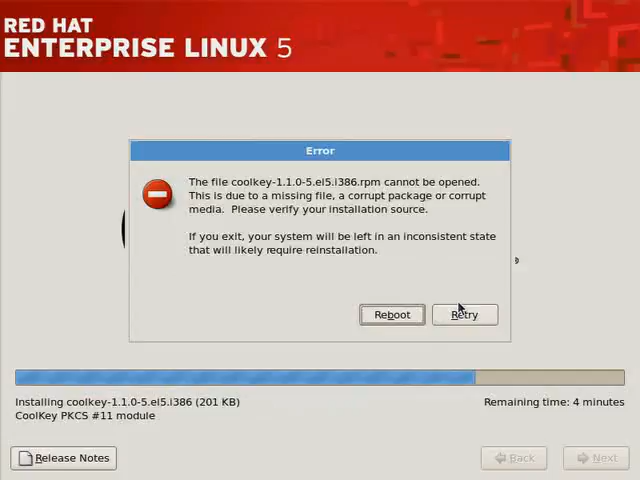 RED HAT
ENTERPRISE LINUX 5
Error
The file coolkey-1.1.0-5.el5.i386.rpm cannot be opened.
This is due to a missing file, a corrupt package or corrupt
media.  Please verify your installation source.
If you exit, your system will be left in an inconsistent state
that will likely require reinstallation.
Reboot
Retry
Installing coolkey-1.1.0-5.el5.i386 (201 KB)
Remaining time: 4 minutes
CoolKey PKCS #11 module
Release Notes
Back
Next